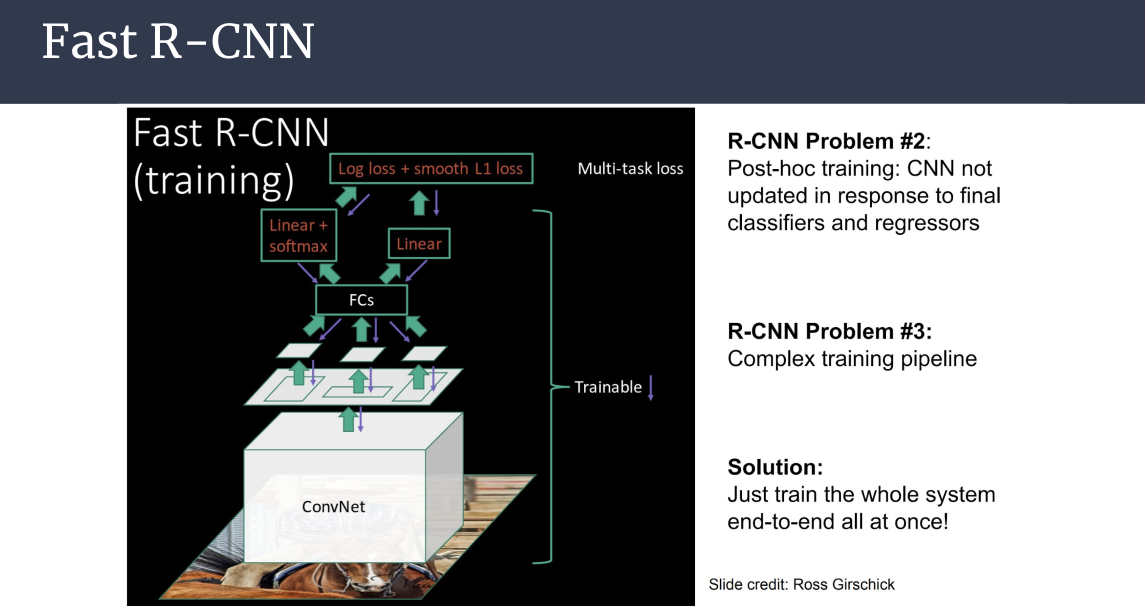 Fast R-CNN
Fast R-CNN
(training)
Log loss + smooth L1 loss
Multi-task loss
Linear +
softmax
Linear
FCs
Trainable
ConvNet
R-CNN Problem #2:
Post-hoc training: CNN not
updated in response to final
classifiers and regressors
R-CNN Problem #3:
Complex training pipeline
Solution:
Just train the whole system
end-to-end all at once!
Slide credit: Ross Girschick